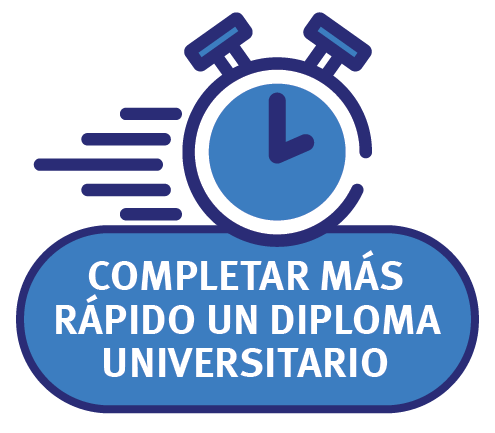 COMPLETAR MÁS
RÁPIDO UN DIPLOMA
UNIVERSITARIO